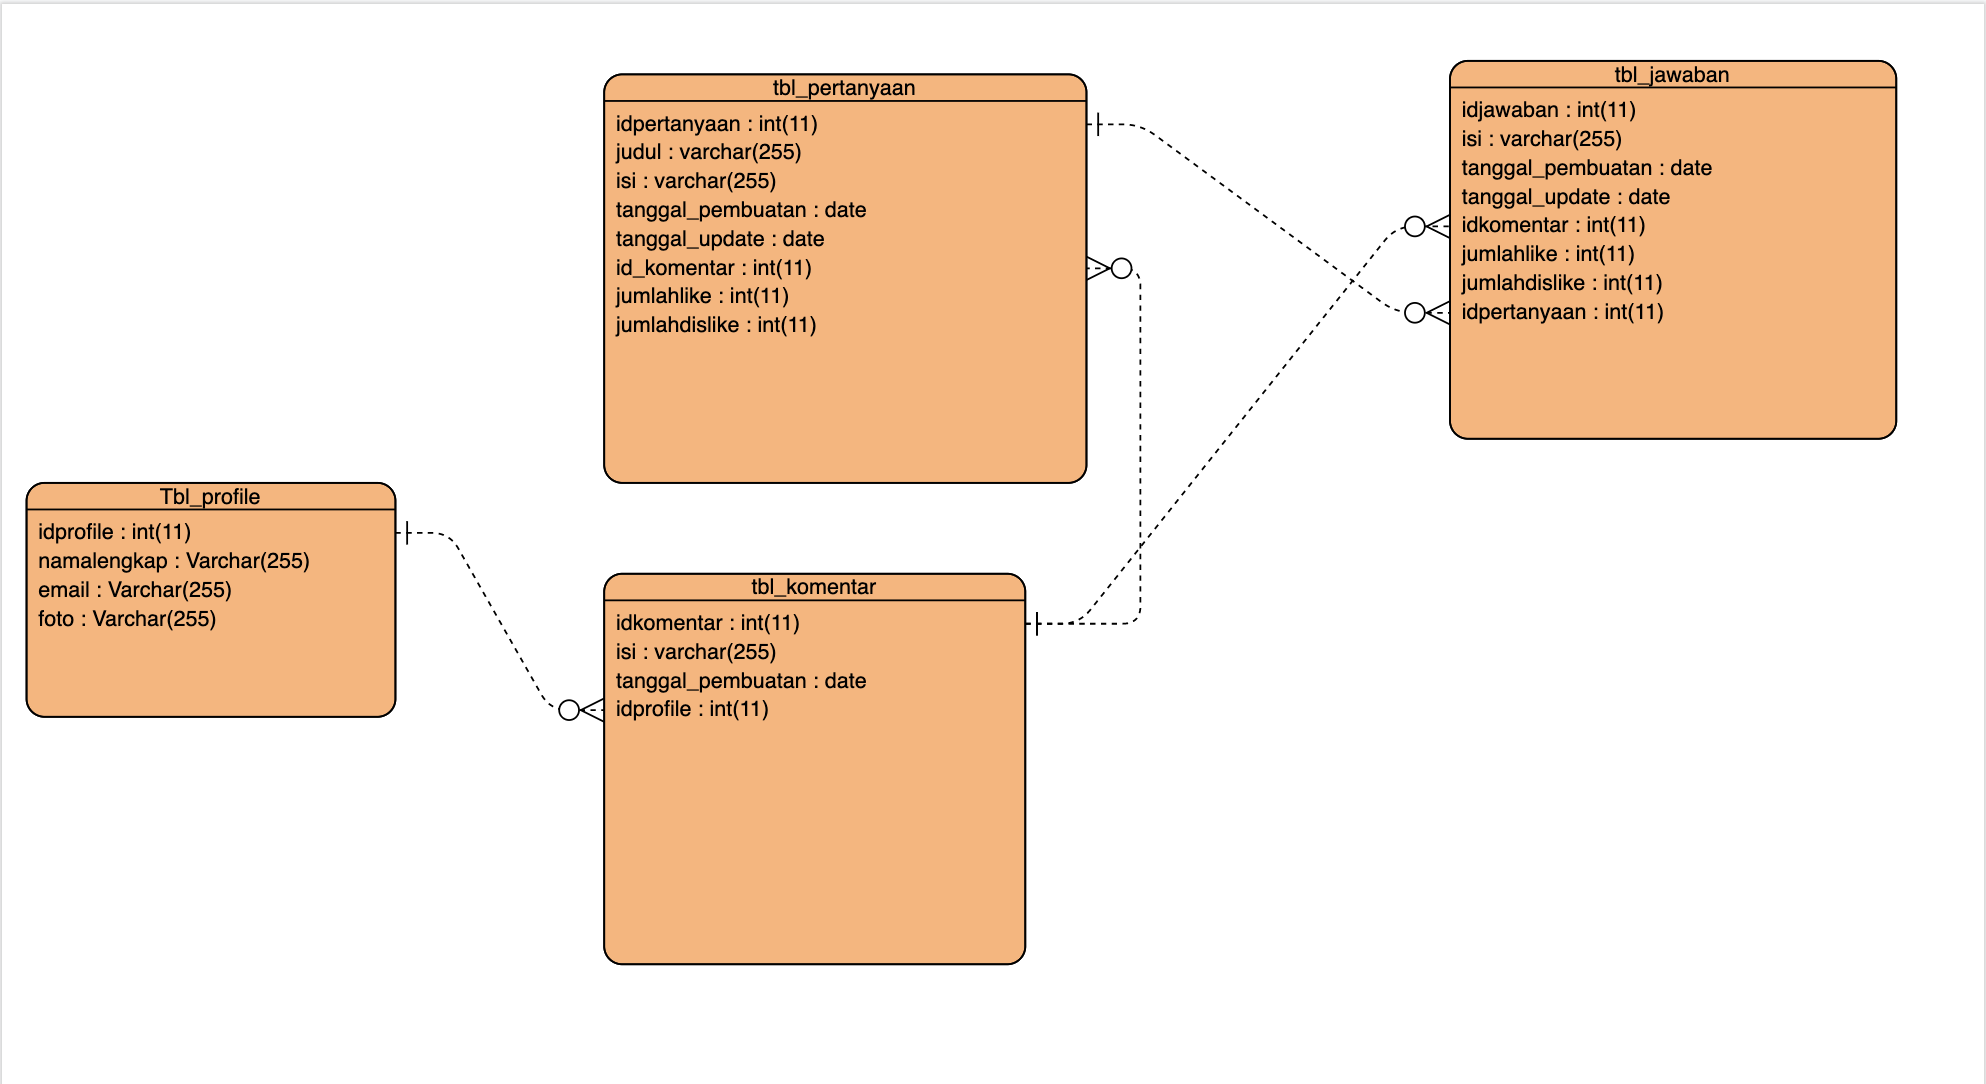 tbl_pertanyaan
idpertanyaan : int(11)
judul : varchar(255)
isi : varchar(255)
tanggal_pembuatan : date
tanggal_update : date
id_komentar : int(11)
jumlahlike : int(11)
jumlahdislike : int(11)
tbl_jawaban
idjawaban : int(11)
isi : varchar(255)
tanggal_pembuatan : date
tanggal_update : date
idkomentar : int(11)
jumlahlike : int(11)
jumlahdislike : int(11)
idpertanyaan : int(11)
Tbl_profile
idprofile : int(11)
namalengkap : Varchar(255)
email : Varchar(255)
foto : Varchar(255)
tbl_komentar
idkomentar : int(11)
isi : varchar(255)
tanggal_pembuatan : date
idprofile : int(11)